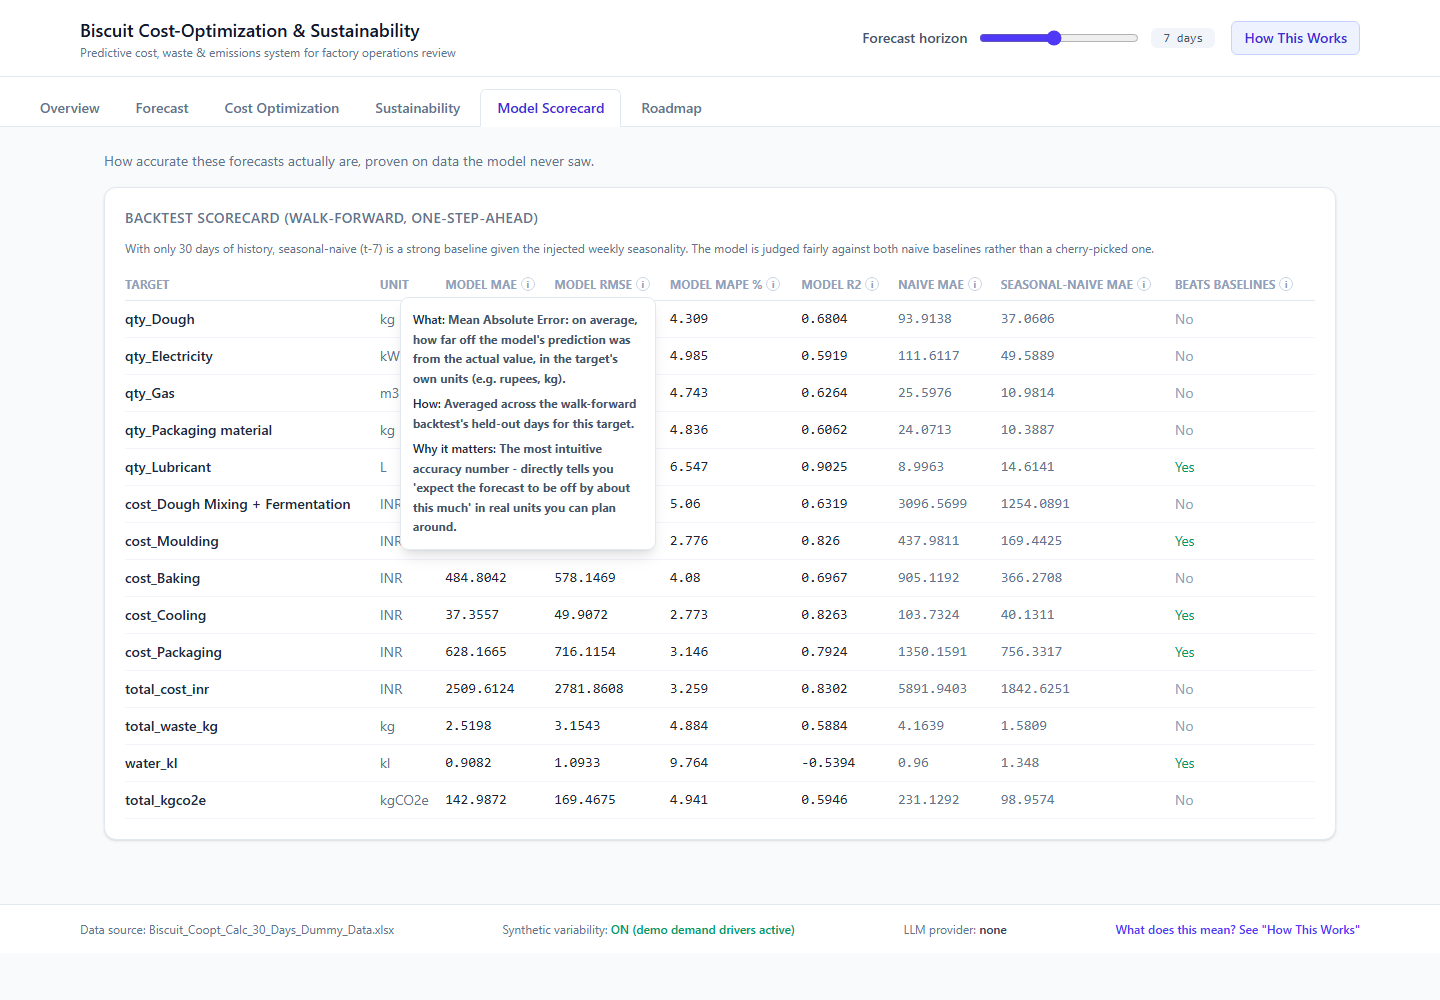 Biscuit Cost-Optimization & Sustainability
Predictive cost, waste & emissions system for factory operations review
Forecast horizon 7 days How This Works
Overview Forecast Cost Optimization Sustainability Model Scorecard Roadmap
How accurate these forecasts actually are, proven on data the model never saw.
BACKTEST SCORECARD (WALK-FORWARD, ONE-STEP-AHEAD)
With only 30 days of history, seasonal-naive (t-7) is a strong baseline given the injected weekly seasonality. The model is judged fairly against both naive baselines rather than a cherry-picked one.
TARGET UNIT MODEL MAE i MODEL RMSE i MODEL MAPE % i MODEL R2 i NAIVE MAE i SEASONAL-NAIVE MAE i BEATS BASELINES i
qty_Dough kg 4.309 0.6804 93.9138 37.0606 No
qty_Electricity kW 4.985 0.5919 111.6117 49.5889 No
qty_Gas m3 4.743 0.6264 25.5976 10.9814 No
qty_Packaging material kg 4.836 0.6062 24.0713 10.3887 No
qty_Lubricant L 6.547 0.9025 8.9963 14.6141 Yes
cost_Dough Mixing + Fermentation INR 5.06 0.6319 3096.5699 1254.0891 No
cost_Moulding INR 2.776 0.826 437.9811 169.4425 Yes
What: Mean Absolute Error: on average,
how far off the model's prediction was
from the actual value, in the target's
own units (e.g. rupees, kg).
How: Averaged across the walk-forward
backtest's held-out days for this target.
Why it matters: The most intuitive
accuracy number - directly tells you
'expect the forecast to be off by about
this much' in real units you can plan
around.
cost_Baking INR 484.8042 578.1469 4.08 0.6967 905.1192 366.2708 No
cost_Cooling INR 37.3557 49.9072 2.773 0.8263 103.7324 40.1311 Yes
cost_Packaging INR 628.1665 716.1154 3.146 0.7924 1350.1591 756.3317 Yes
total_cost_inr INR 2509.6124 2781.8608 3.259 0.8302 5891.9403 1842.6251 No
total_waste_kg kg 2.5198 3.1543 4.884 0.5884 4.1639 1.5809 No
water_kl kl 0.9082 1.0933 9.764 -0.5394 0.96 1.348 Yes
total_kgco2e kgCO2e 142.9872 169.4675 4.941 0.5946 231.1292 98.9574 No
Data source: Biscuit_Coopt_Calc_30_Days_Dummy_Data.xlsx Synthetic variability: ON (demo demand drivers active) LLM provider: none What does this mean? See "How This Works"